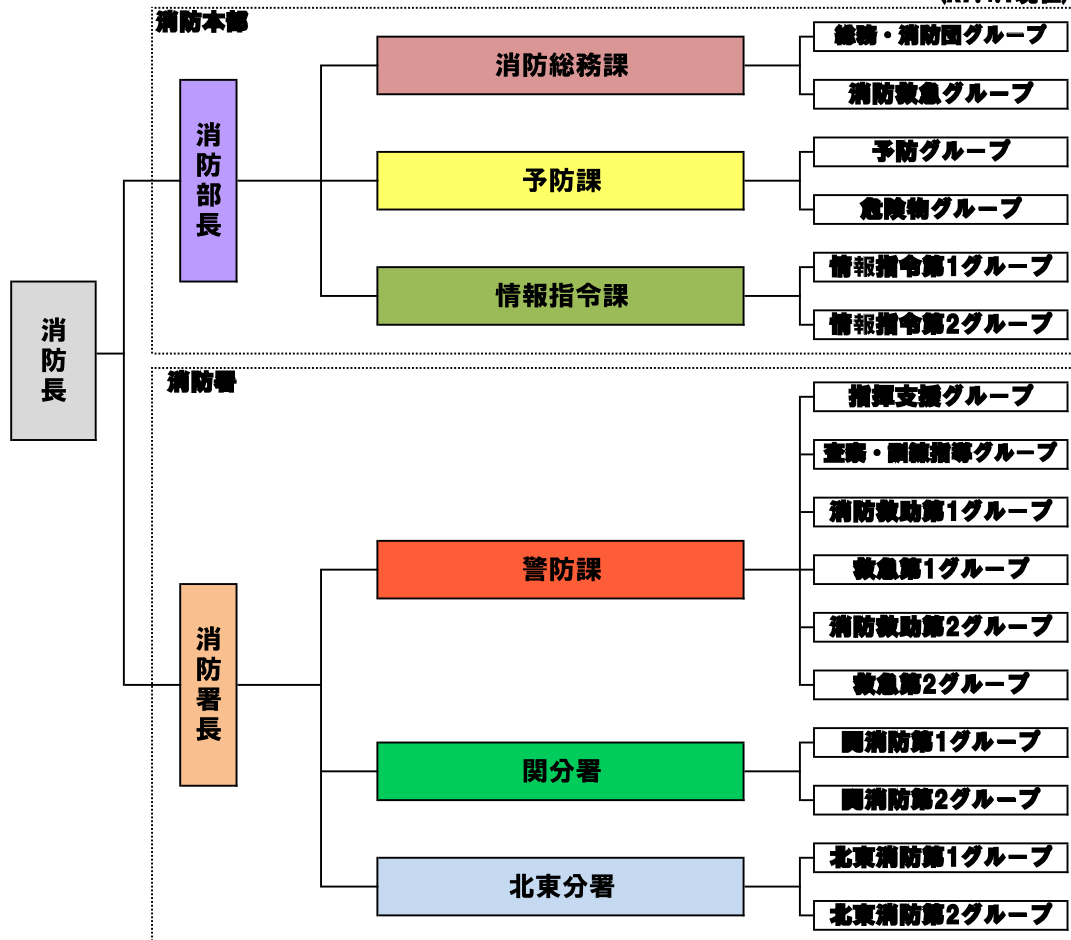 消防本部
総務・消防団グループ
消防総務課
消防救急グループ
消防部長
予防グループ
予防課
危険物グループ
情報指令第1グループ
情報指令課
情報指令第2グループ
消防長
消防署
指揮支援グループ
査察・訓練指導グループ
消防救助第1グループ
警防課
救急第1グループ
消防救助第2グループ
消防署長
救急第2グループ
関消防第1グループ
関分署
関消防第2グループ
北東消防第1グループ
北東分署
北東消防第2グループ